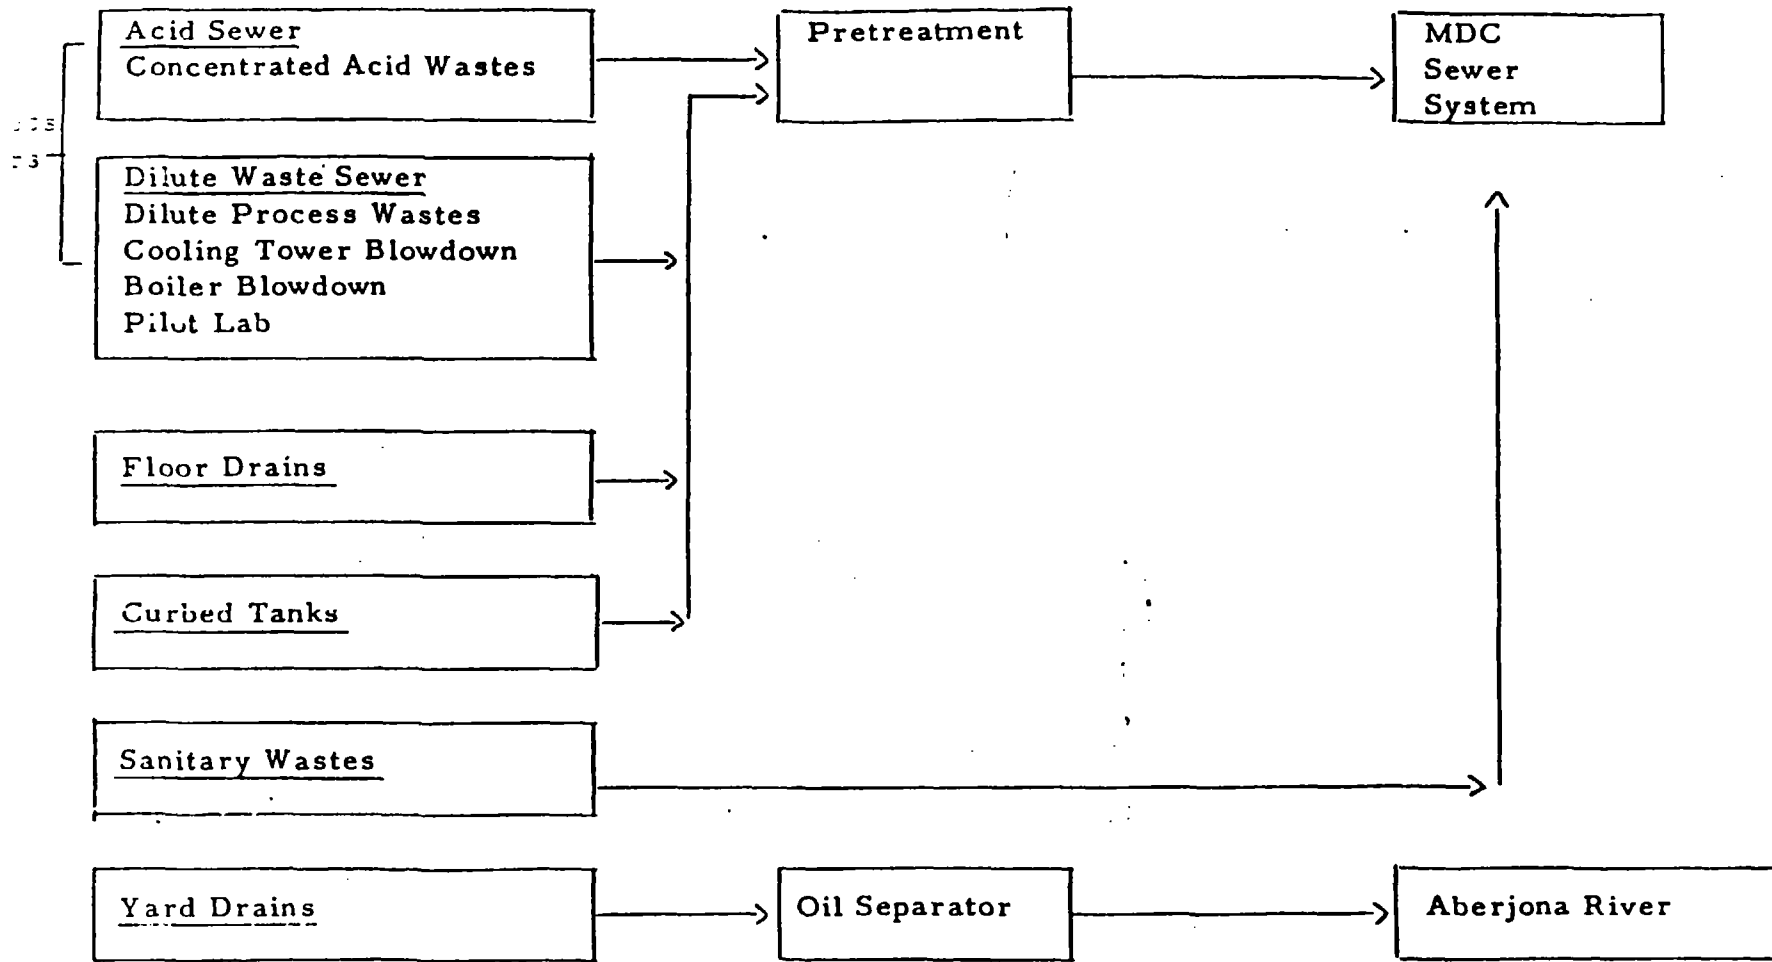 Acid Sewer
Concentrated Acid Wastes
Pretreatment
MDC
Sewer
System
Dilute Waste Sewer
Dilute Process Wastes
Cooling Tower Blowdown
Boiler Blowdown
Pilot Lab
Floor Drains
Curbed Tanks
Sanitary Wastes
Yard Drains
Oil Separator
Aberjona River